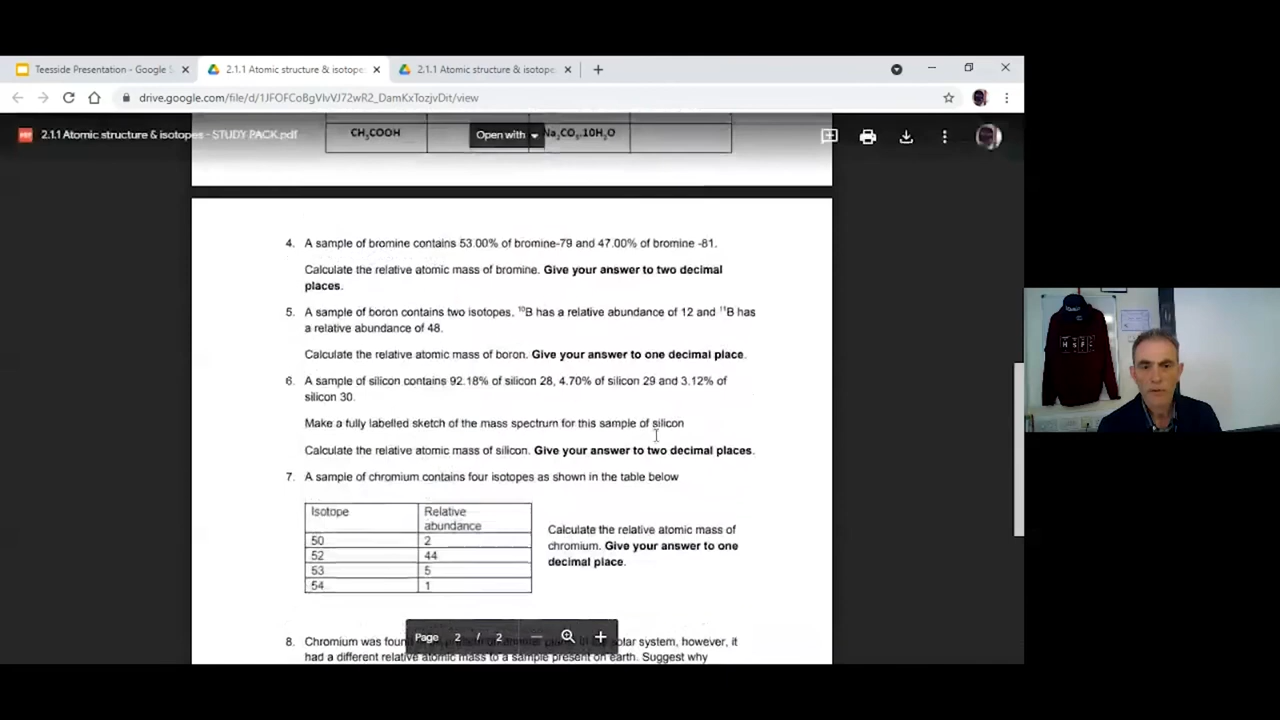 Teesside Presentation - Google S
2.1.1 Atomic structure & isotope
2.1.1 Atomic structure & isotope
drive.google.com/file/d/1JFOFCoBgVlvVJ72wR2_DamKxTozjvDit/view
2.1.1 Atomic structure & isotopes - STUDY PACK.pdf
Open with
CH₃COOH
Na₂CO₃.10H₂O
4. A sample of bromine contains 53.00% of bromine-79 and 47.00% of bromine -81.
Calculate the relative atomic mass of bromine. Give your answer to two decimal
places.
5. A sample of boron contains two isotopes. ¹⁰B has a relative abundance of 12 and ¹¹B has
a relative abundance of 48.
Calculate the relative atomic mass of boron. Give your answer to one decimal place.
6. A sample of silicon contains 92.18% of silicon 28, 4.70% of silicon 29 and 3.12% of
silicon 30.
Make a fully labelled sketch of the mass spectrum for this sample of silicon
Calculate the relative atomic mass of silicon. Give your answer to two decimal places.
7. A sample of chromium contains four isotopes as shown in the table below
Isotope Relative
abundance
50 2
52 44
53 5
54 1
Calculate the relative atomic mass of
chromium. Give your answer to one
decimal place.
Page 2 / 2
8. Chromium was found solar system, however, it
had a different relative atomic mass to a sample present on earth. Suggest why
H S F C